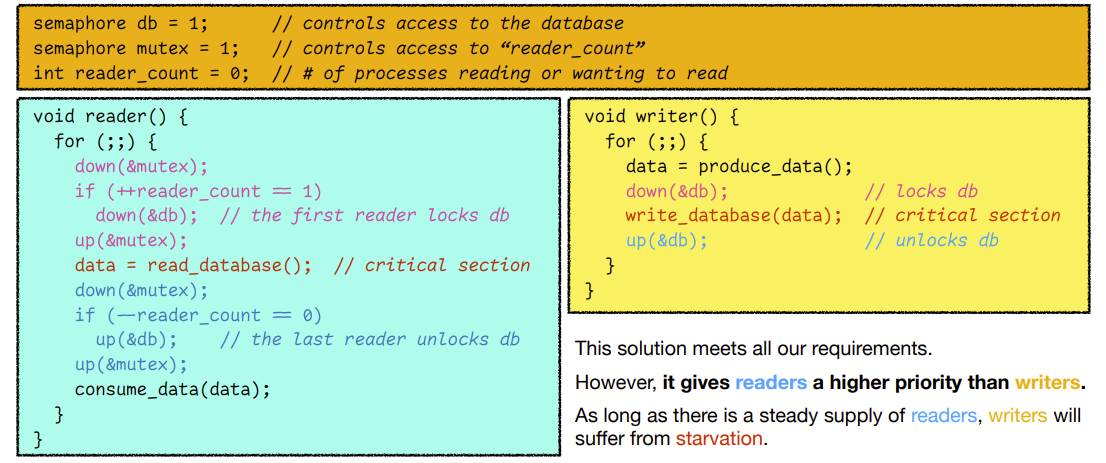 semaphore db = 1;      // controls access to the database
semaphore mutex = 1;   // controls access to “reader_count”
int reader_count = 0;  // # of processes reading or wanting to read
void reader() {
  for (;;) {
    down(&mutex);
    if (++reader_count == 1)
      down(&db);  // the first reader locks db
    up(&mutex);
    data = read_database();  // critical section
    down(&mutex);
    if (--reader_count == 0)
      up(&db);    // the last reader unlocks db
    up(&mutex);
    consume_data(data);
  }
}
void writer() {
  for (;;) {
    data = produce_data();
    down(&db);             // locks db
    write_database(data);  // critical section
    up(&db);               // unlocks db
  }
}
This solution meets all our requirements.
However, it gives readers a higher priority than writers.
As long as there is a steady supply of readers, writers will
suffer from starvation.